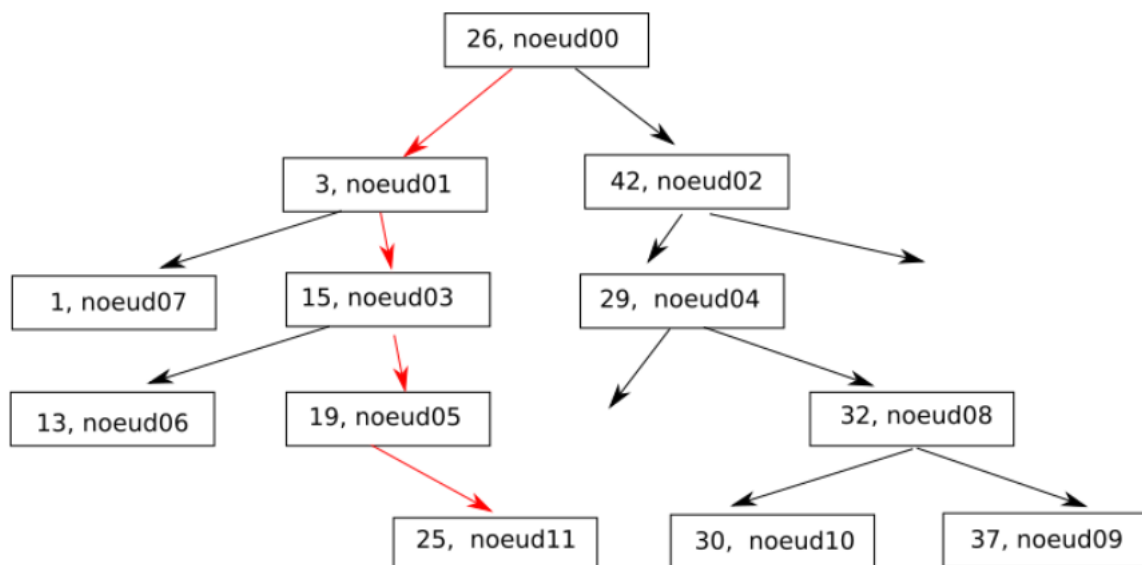 26, noeud00
3, noeud01
42, noeud02
1, noeud07
15, noeud03
29, noeud04
13, noeud06
19, noeud05
32, noeud08
25, noeud11
30, noeud10
37, noeud09